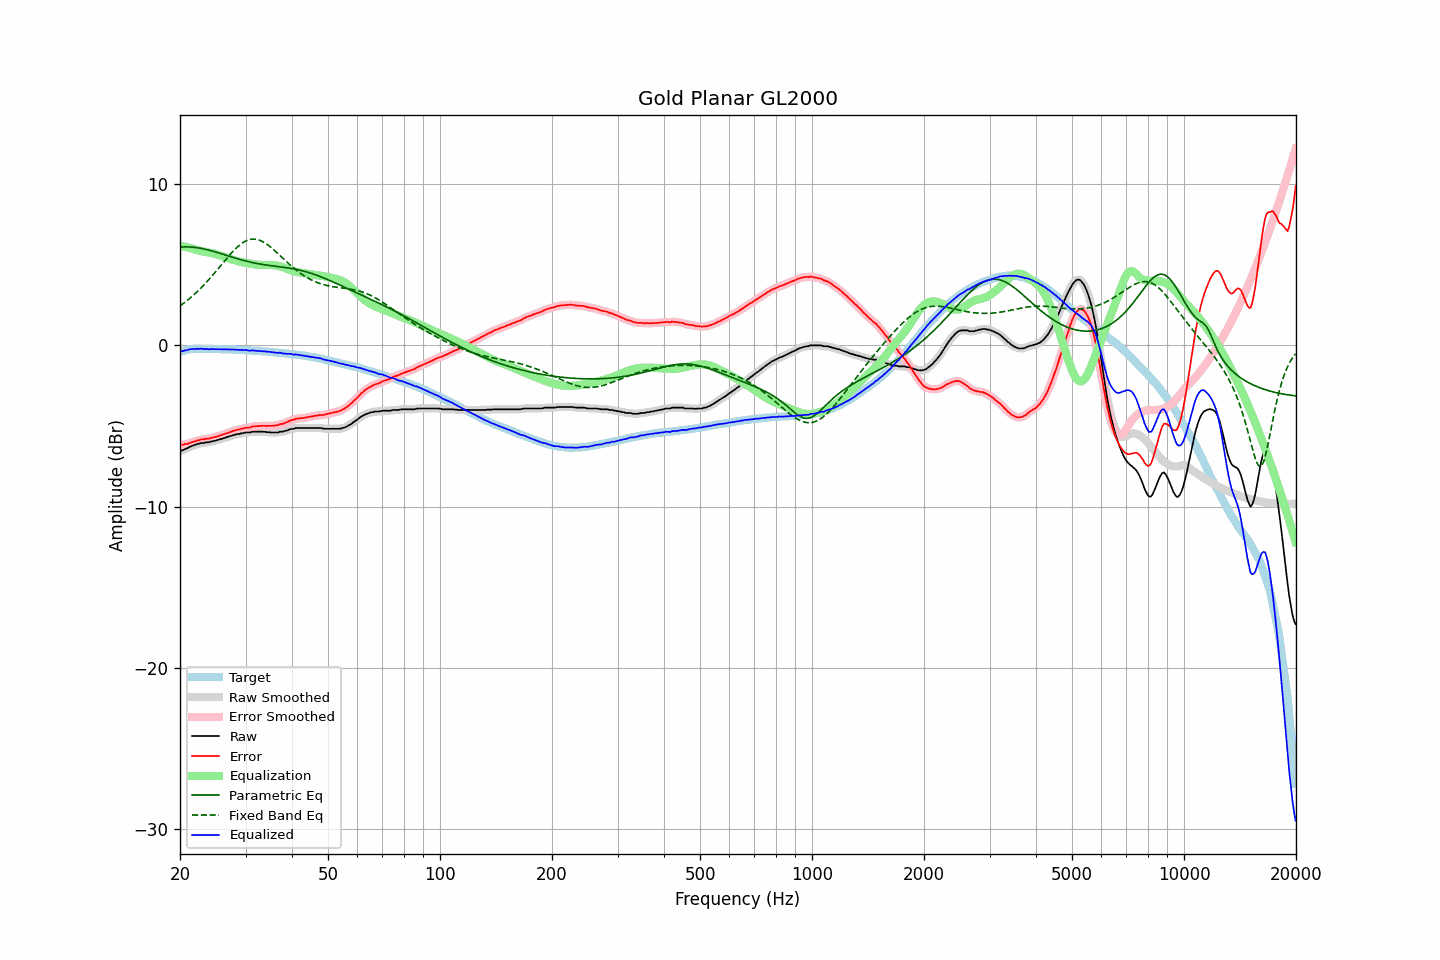 Gold Planar GL2000
Amplitude (dBr)
10
0
−10
−20
−30
Target
Raw Smoothed
Error Smoothed
Raw
Error
Equalization
Parametric Eq
Fixed Band Eq
Equalized
20 50 100 200 500 1000 2000 5000 10000 20000
Frequency (Hz)